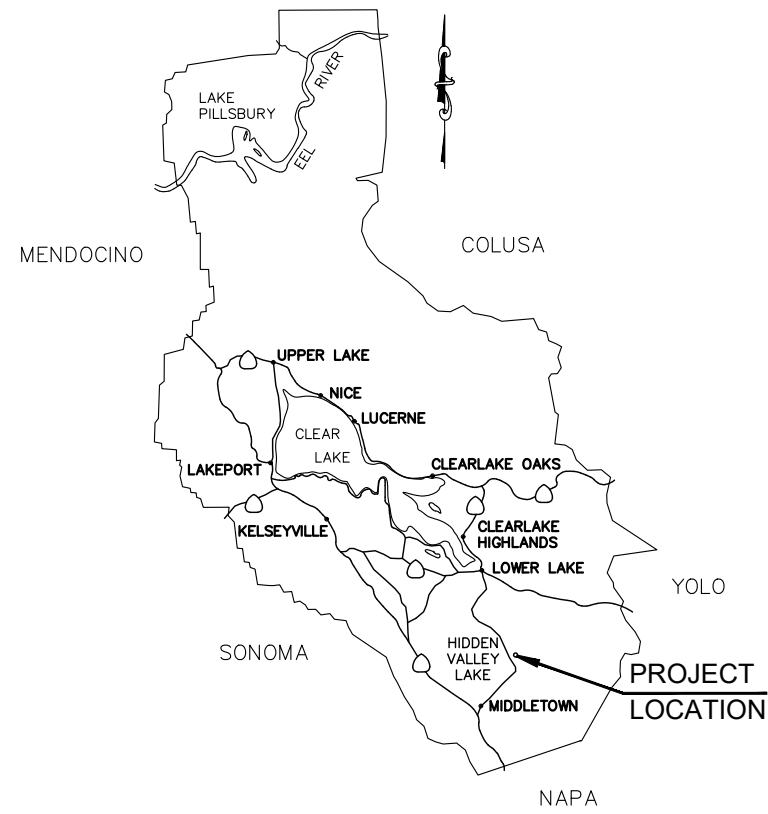 LAKE
PILLSBURY
RIVER
EEL
MENDOCINO
COLUSA
UPPER LAKE
NICE
LUCERNE
CLEAR
LAKE
LAKEPORT
CLEARLAKE OAKS
KELSEYVILLE
CLEARLAKE
HIGHLANDS
LOWER LAKE
YOLO
SONOMA
HIDDEN
VALLEY
LAKE
PROJECT
LOCATION
MIDDLETOWN
NAPA